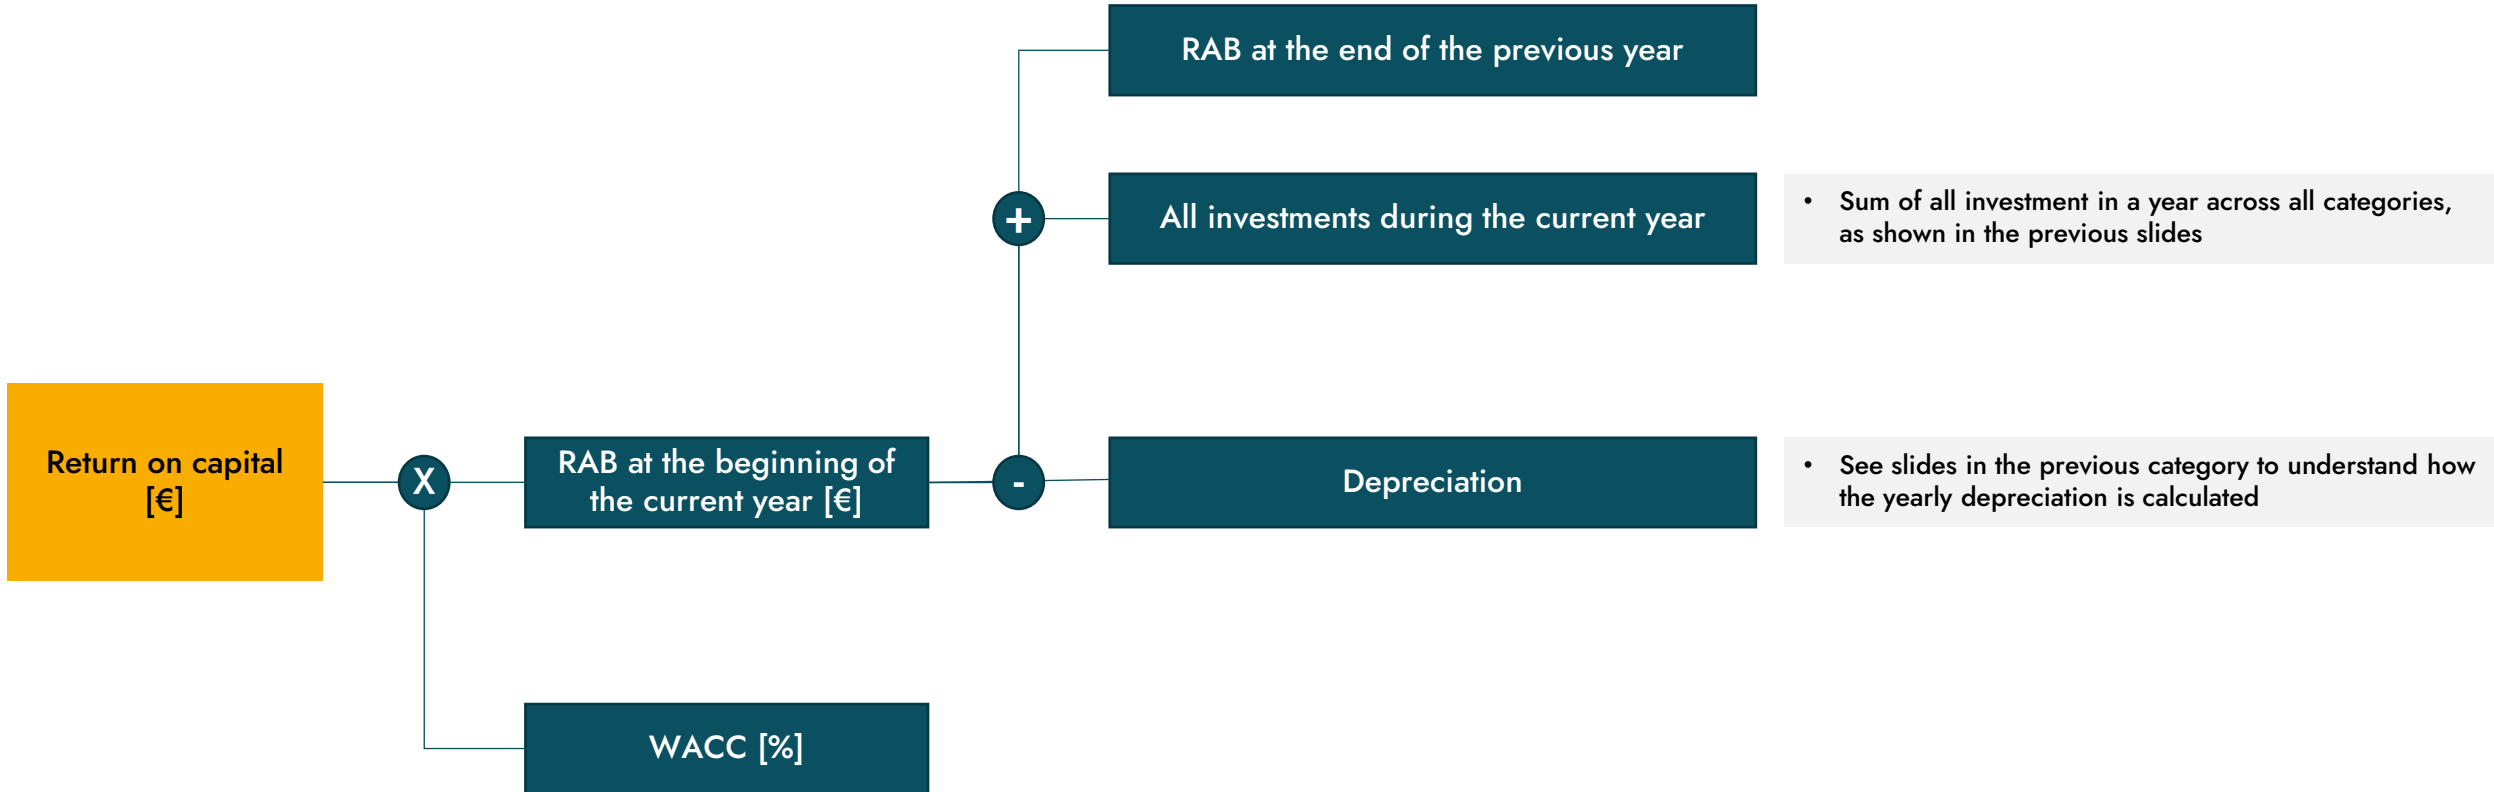 RAB at the end of the previous year
+
All investments during the current year
• Sum of all investment in a year across all categories,
as shown in the previous slides
Return on capital
[€]
X
RAB at the beginning of
the current year [€]
-
Depreciation
• See slides in the previous category to understand how
the yearly depreciation is calculated
WACC [%]